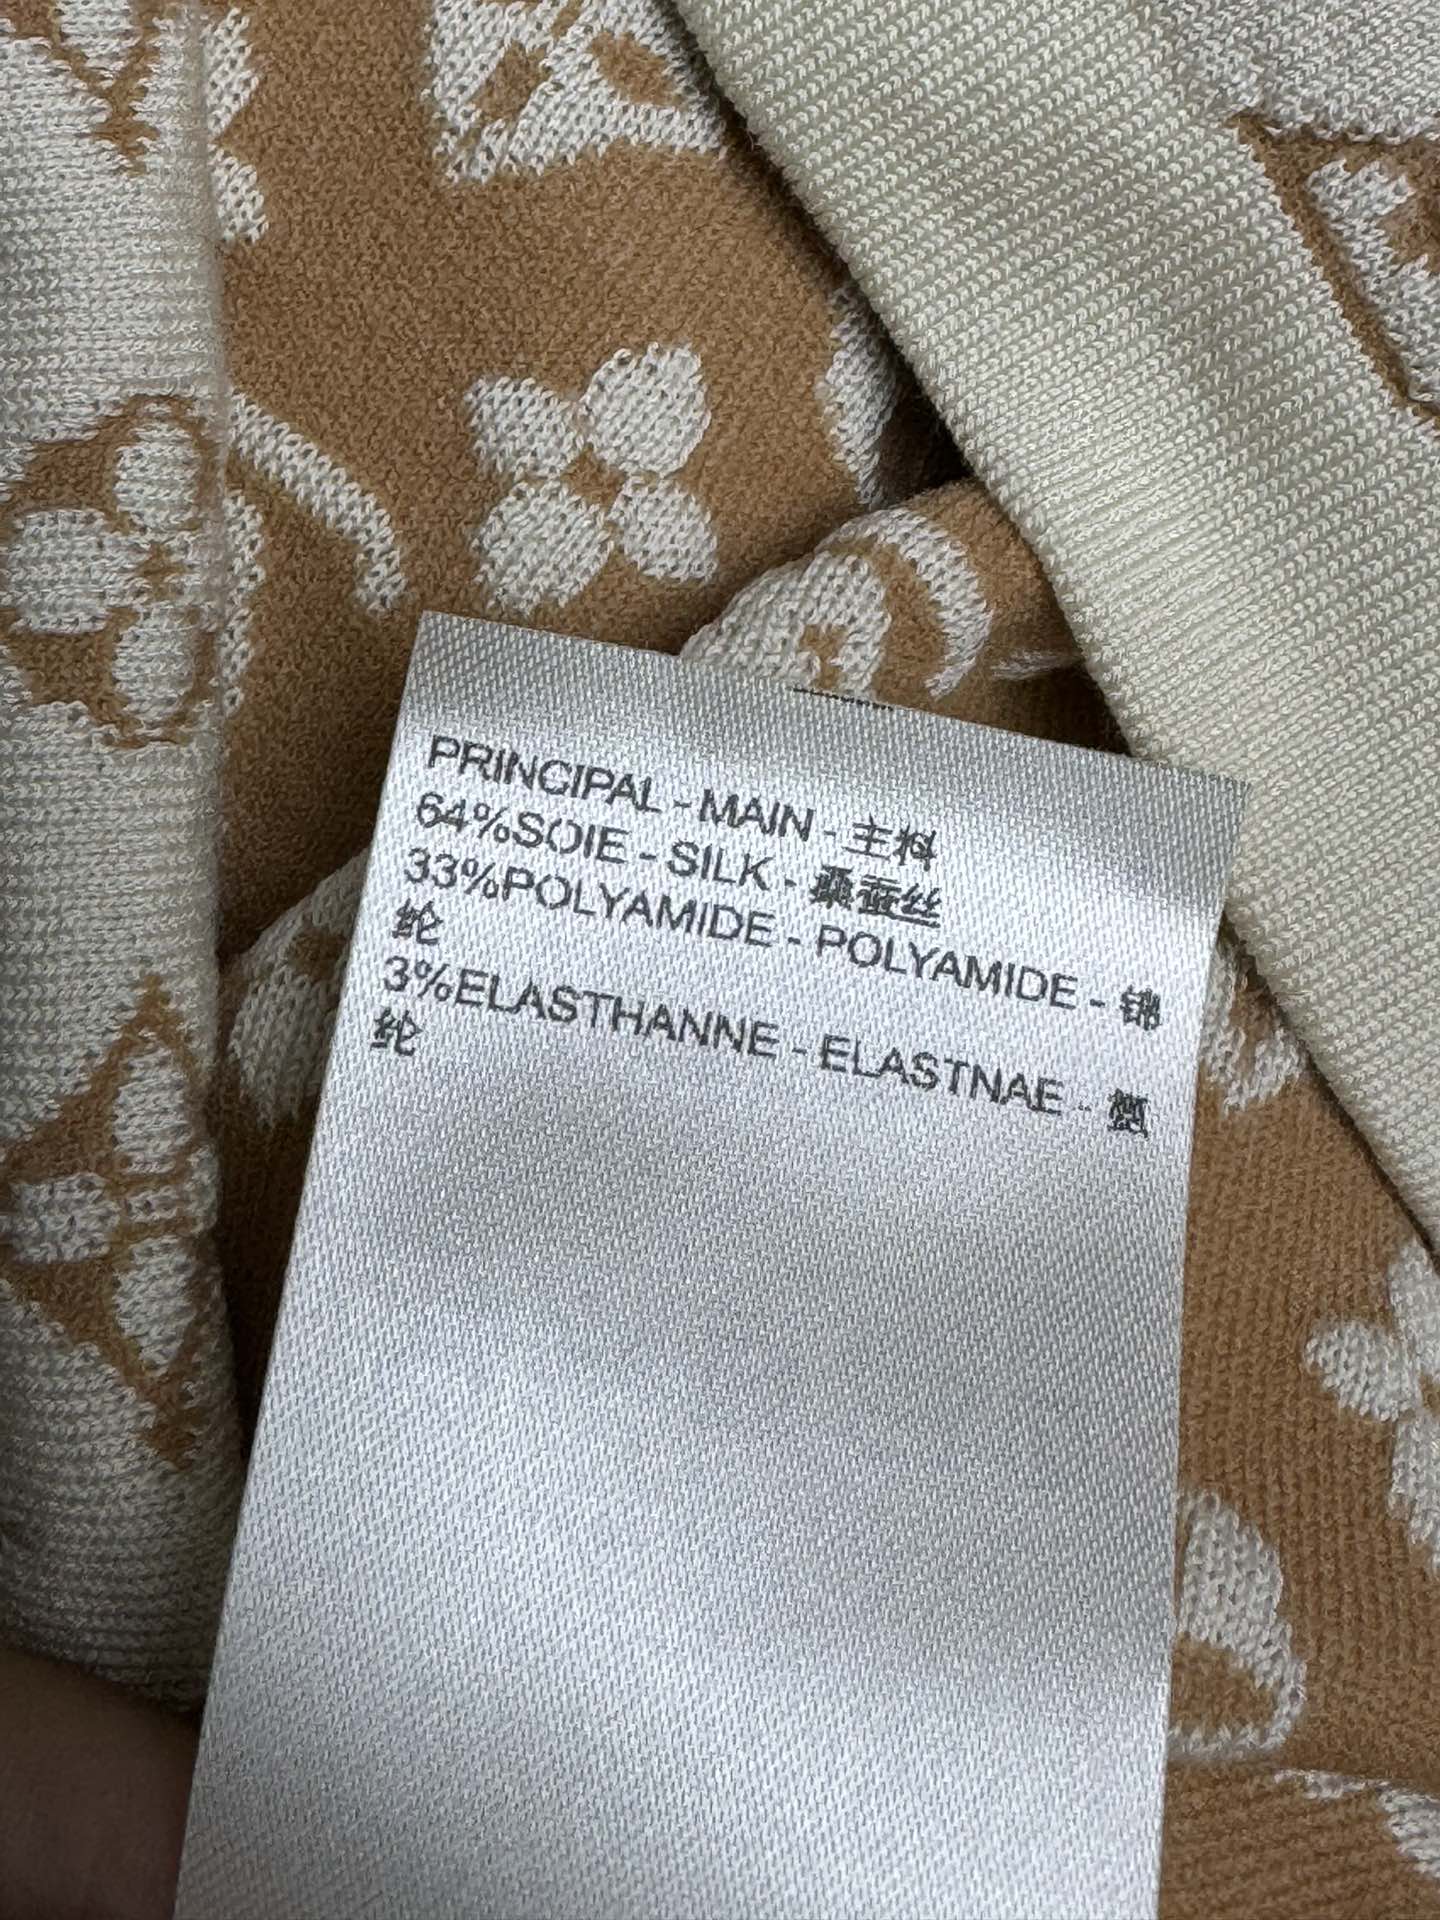 PRINCIPAL - MAIN - 主料
64%SOIE - SILK - 桑蚕丝
33%POLYAMIDE - POLYAMIDE - 锦
纶
3%ELASTHANNE - ELASTNAE - 氨
纶